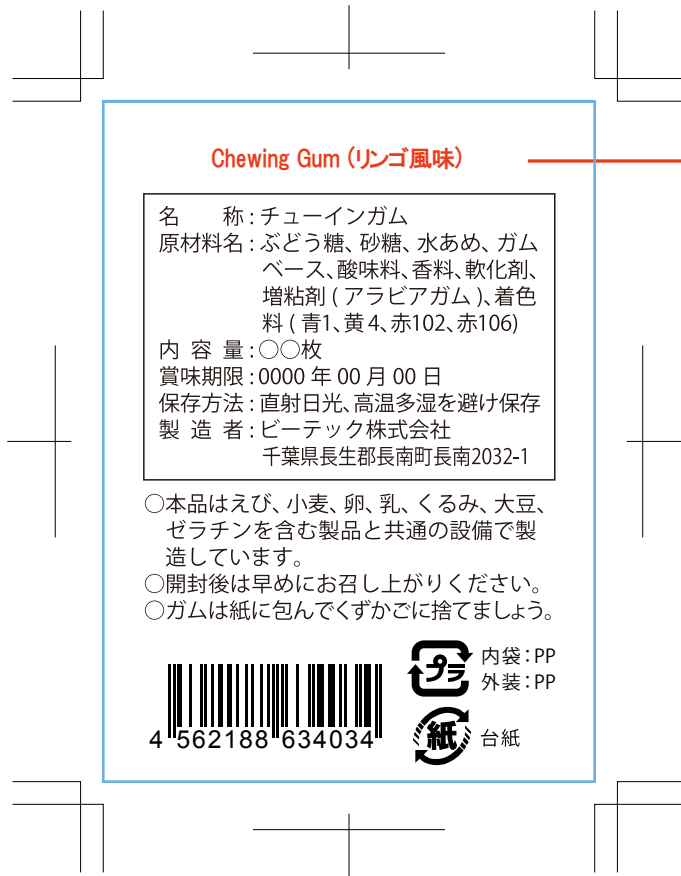 Chewing Gum (リンゴ風味)
名 称:チューインガム
原材料名:ぶどう糖、砂糖、水あめ、ガム
ベース、酸味料、香料、軟化剤、
増粘剤 ( アラビアガム )、着色
料 ( 青1、黄 4、赤102、赤106)
内 容 量:○○枚
賞味期限:0000 年 00 月 00 日
保存方法:直射日光、高温多湿を避け保存
製 造 者:ビーテック株式会社
千葉県長生郡長南町長南2032-1
○本品はえび、小麦、卵、乳、くるみ、大豆、
ゼラチンを含む製品と共通の設備で製
造しています。
○開封後は早めにお召し上がりください。
○ガムは紙に包んでくずかごに捨てましょう。
プラ 内袋:PP
外装:PP
紙 台紙
4 562188 634034